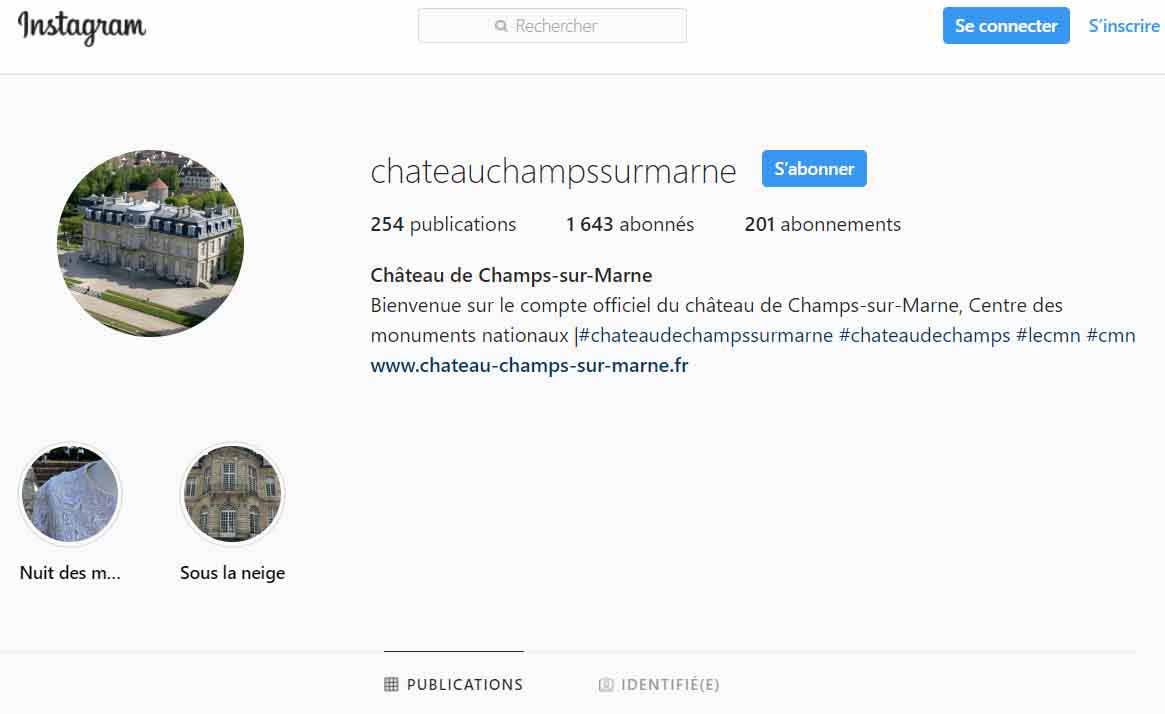 Instagram
Rechercher
Se connecter
S'inscrire
chateauchampssurmarne
S'abonner
254 publications
1 643 abonnés
201 abonnements
Château de Champs-sur-Marne
Bienvenue sur le compte officiel du château de Champs-sur-Marne, Centre des
monuments nationaux |#chateaudechampssurmarne #chateaudechamps #lecmn #cmn
www.chateau-champs-sur-marne.fr
Nuit des m...
Sous la neige
PUBLICATIONS
IDENTIFIÉ(E)